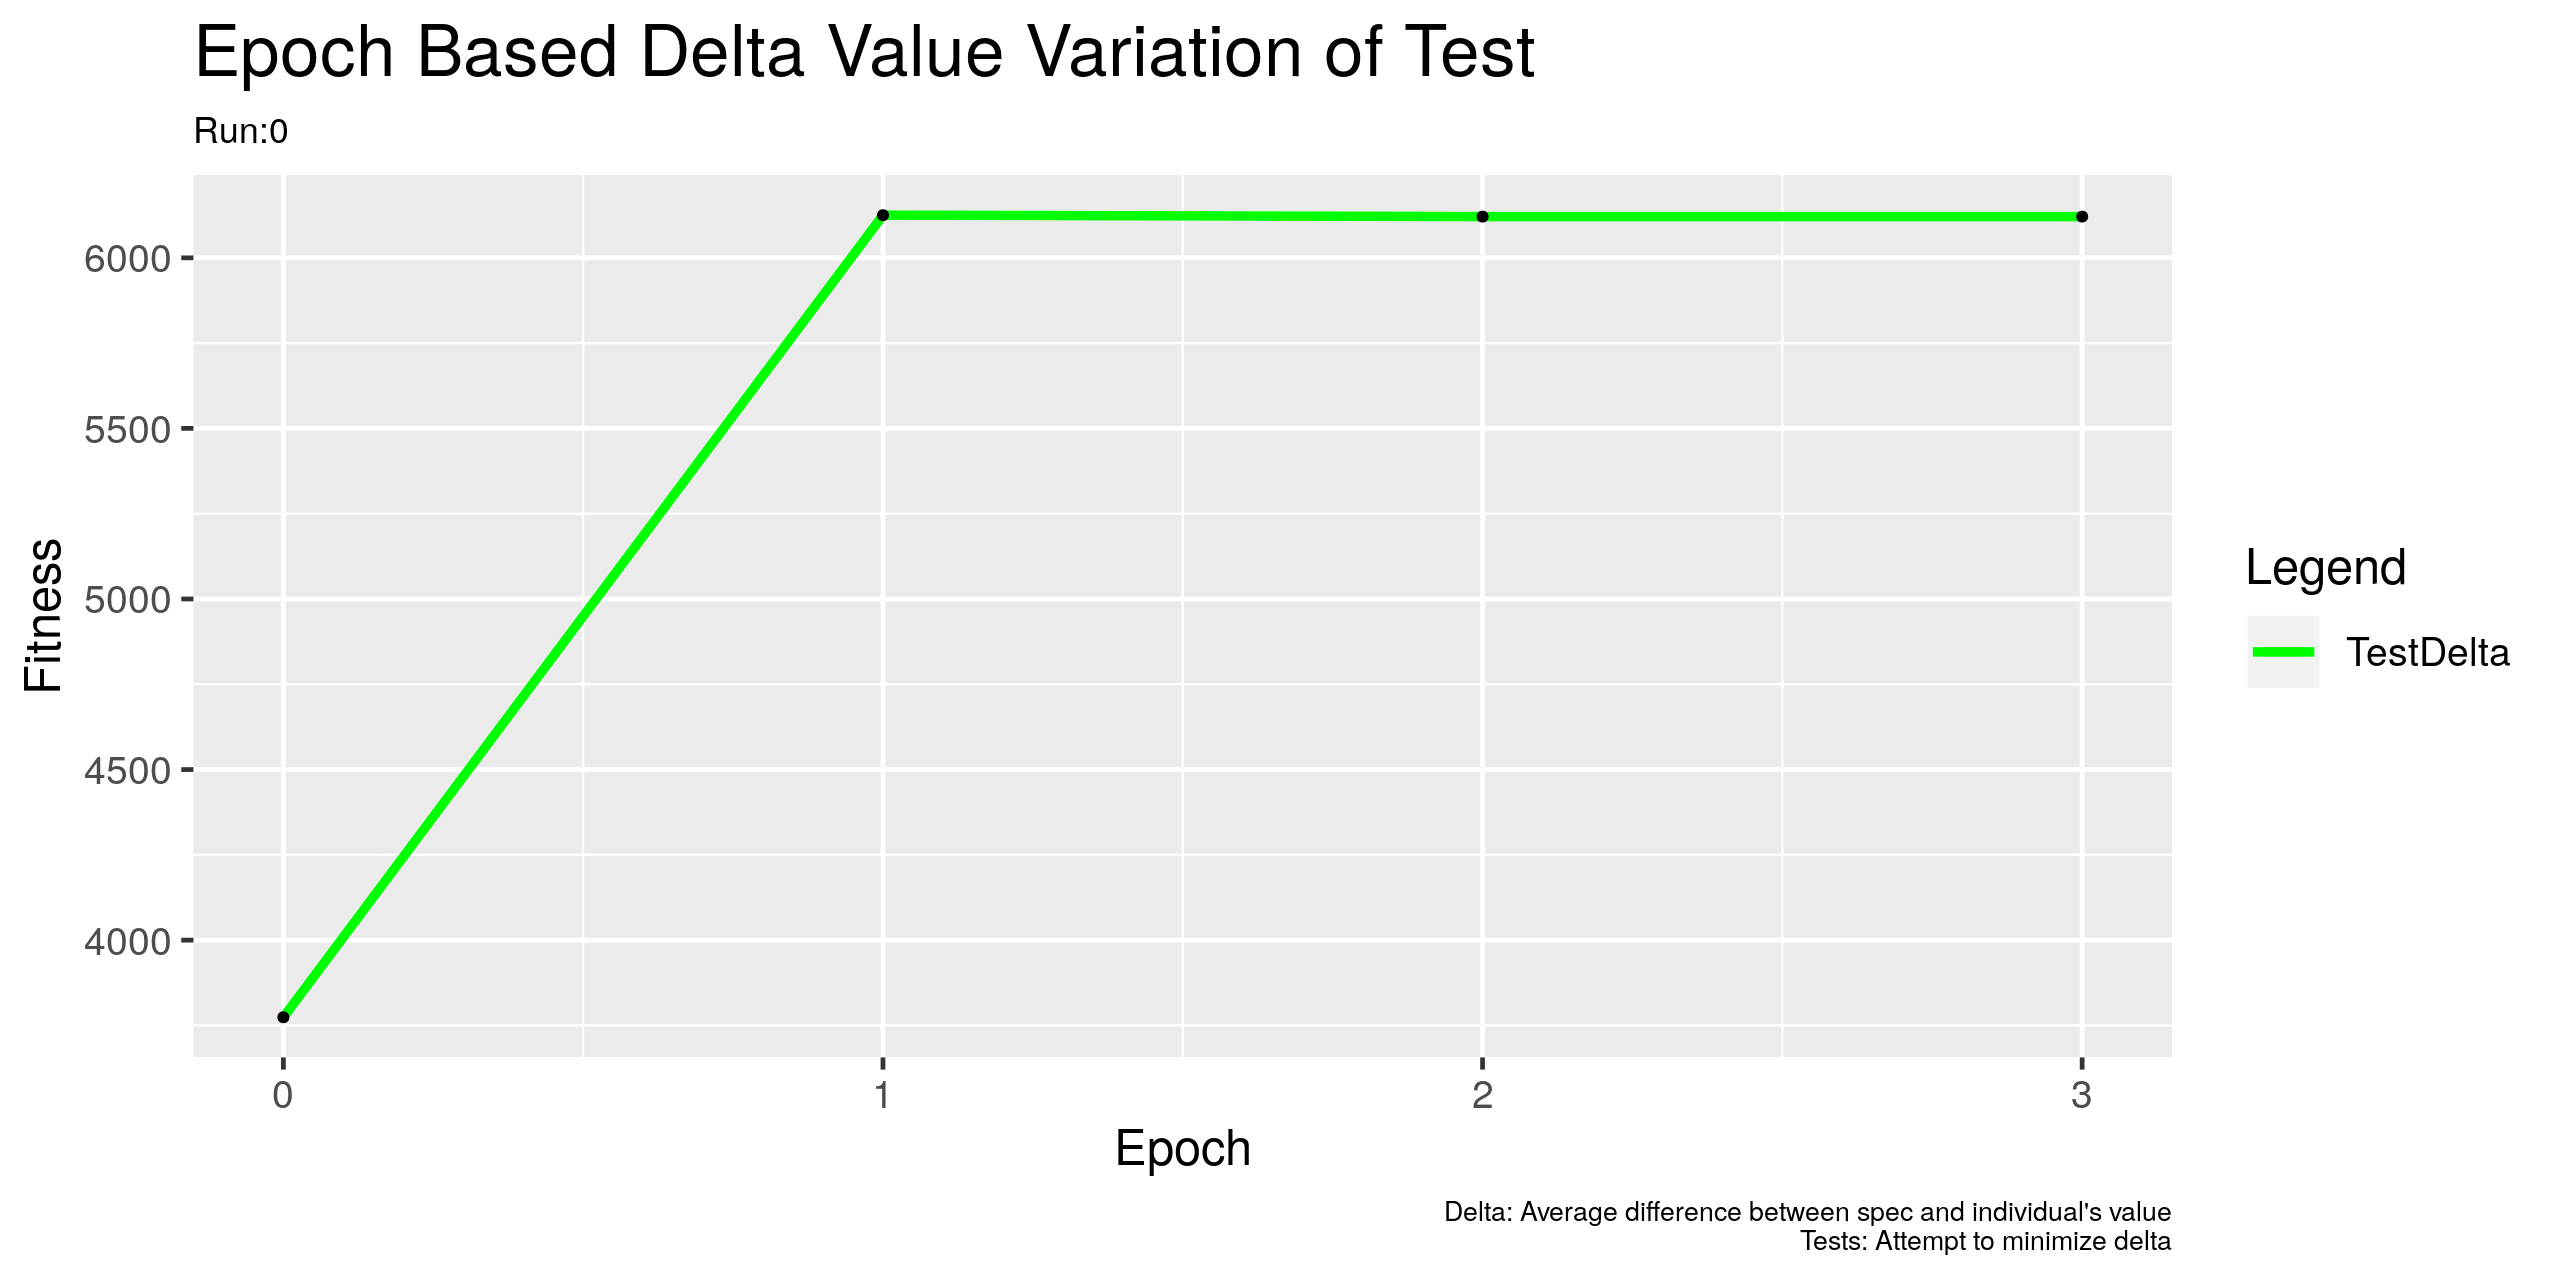 Epoch Based Delta Value Variation of Test
Run:0
6000
5500
5000
4500
4000
Fitness
0 1 2 3
Epoch
Legend
TestDelta
Delta: Average difference between spec and individual's value
Tests: Attempt to minimize delta